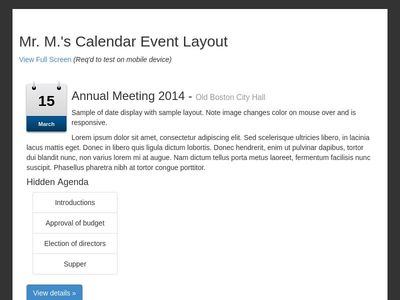 Mr. M.'s Calendar Event Layout
View Full Screen (Req'd to test on mobile device)
15
March
Annual Meeting 2014 - Old Boston City Hall
Sample of date display with sample layout. Note image changes color on mouse over and is
responsive.
Lorem ipsum dolor sit amet, consectetur adipiscing elit. Sed scelerisque ultricies libero, in lacinia
lacus mattis eget. Donec in libero quis ligula dictum lobortis. Donec hendrerit, enim ut pulvinar dapibus, tortor
dui blandit nunc, non varius lorem mi at augue. Nam dictum tellus porta metus laoreet, fermentum facilisis nunc
suscipit. Phasellus pharetra nibh at tortor congue porttitor.
Hidden Agenda
Introductions
Approval of budget
Election of directors
Supper
View details »